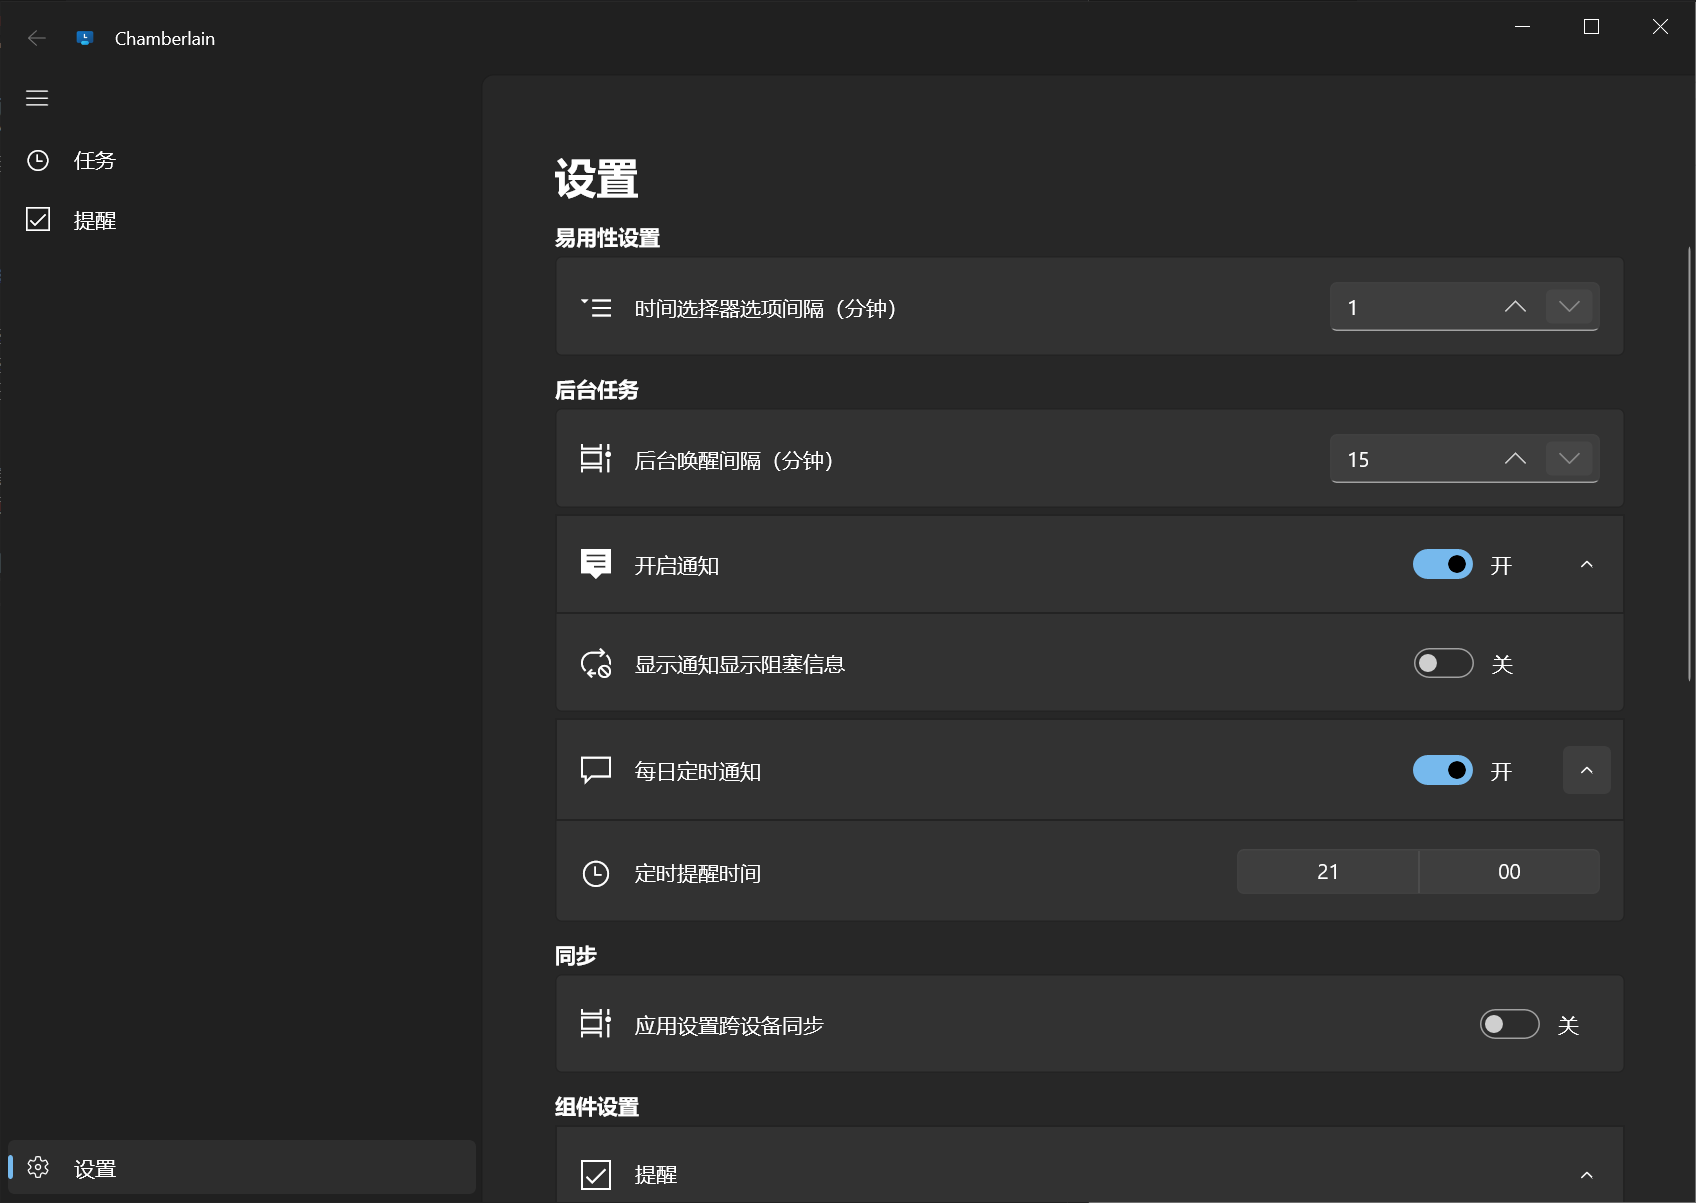 Chamberlain
任务
提醒
设置
易用性设置
时间选择器选项间隔（分钟）
1
后台任务
后台唤醒间隔（分钟）
15
开启通知
开
显示通知显示阻塞信息
关
每日定时通知
开
定时提醒时间
21
00
同步
应用设置跨设备同步
关
组件设置
提醒
设置